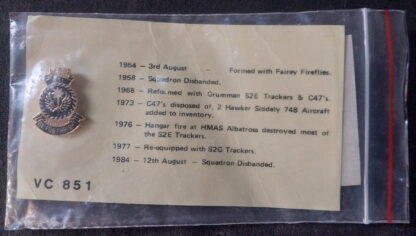 1954 - 3rd August - Formed with Fairey Fireflies.
1958 - Squadron Disbanded.
1968 - Reformed with Grumman S2E Trackers & C47's.
1973 - C47's disposed of, 2 Hawker Siddely 748 Aircraft
added to inventory.
1976 - Hangar fire at HMAS Albatross destroyed most of
the S2E Trackers.
1977 - Re-equipped with S2G Trackers.
1984 - 12th August - Squadron Disbanded.
VC 851